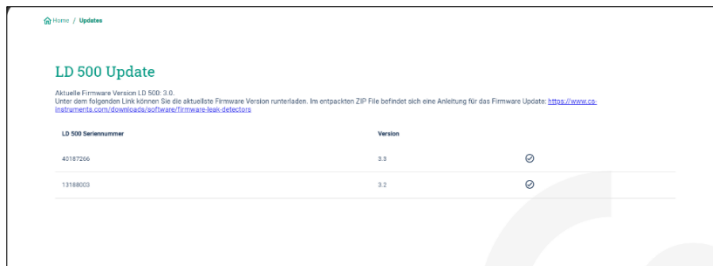 Home / Updates
LD 500 Update
Aktuelle Firmware Version LD 500: 3.0.
Unter dem folgenden Link können Sie die aktuellste Firmware Version runterladen. Im entpackten ZIP File befindet sich eine Anleitung für das Firmware Update: https://www.cs-
instruments.com/downloads/software/firmware-leak-detectors
LD 500 Seriennummer Version
40187266 3.3
13188003 3.2